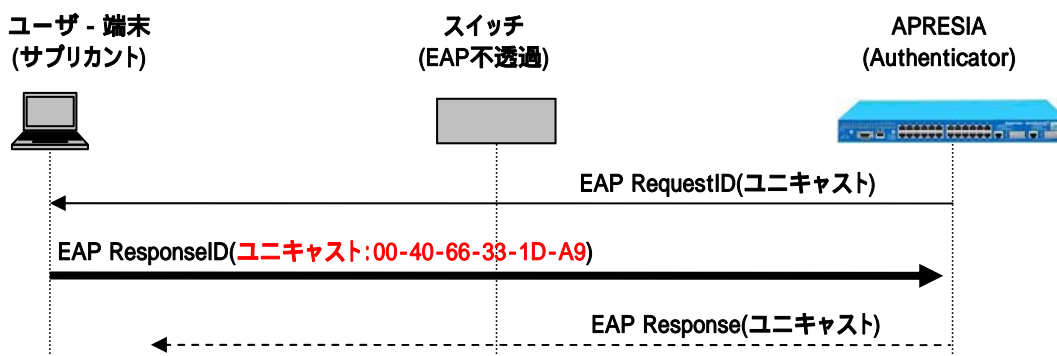 ユーザ - 端末
(サプリカント)
スイッチ
(EAP不透過)
APRESIA
(Authenticator)
EAP RequestID(ユニキャスト)
EAP ResponseID(ユニキャスト:00-40-66-33-1D-A9)
EAP Response(ユニキャスト)